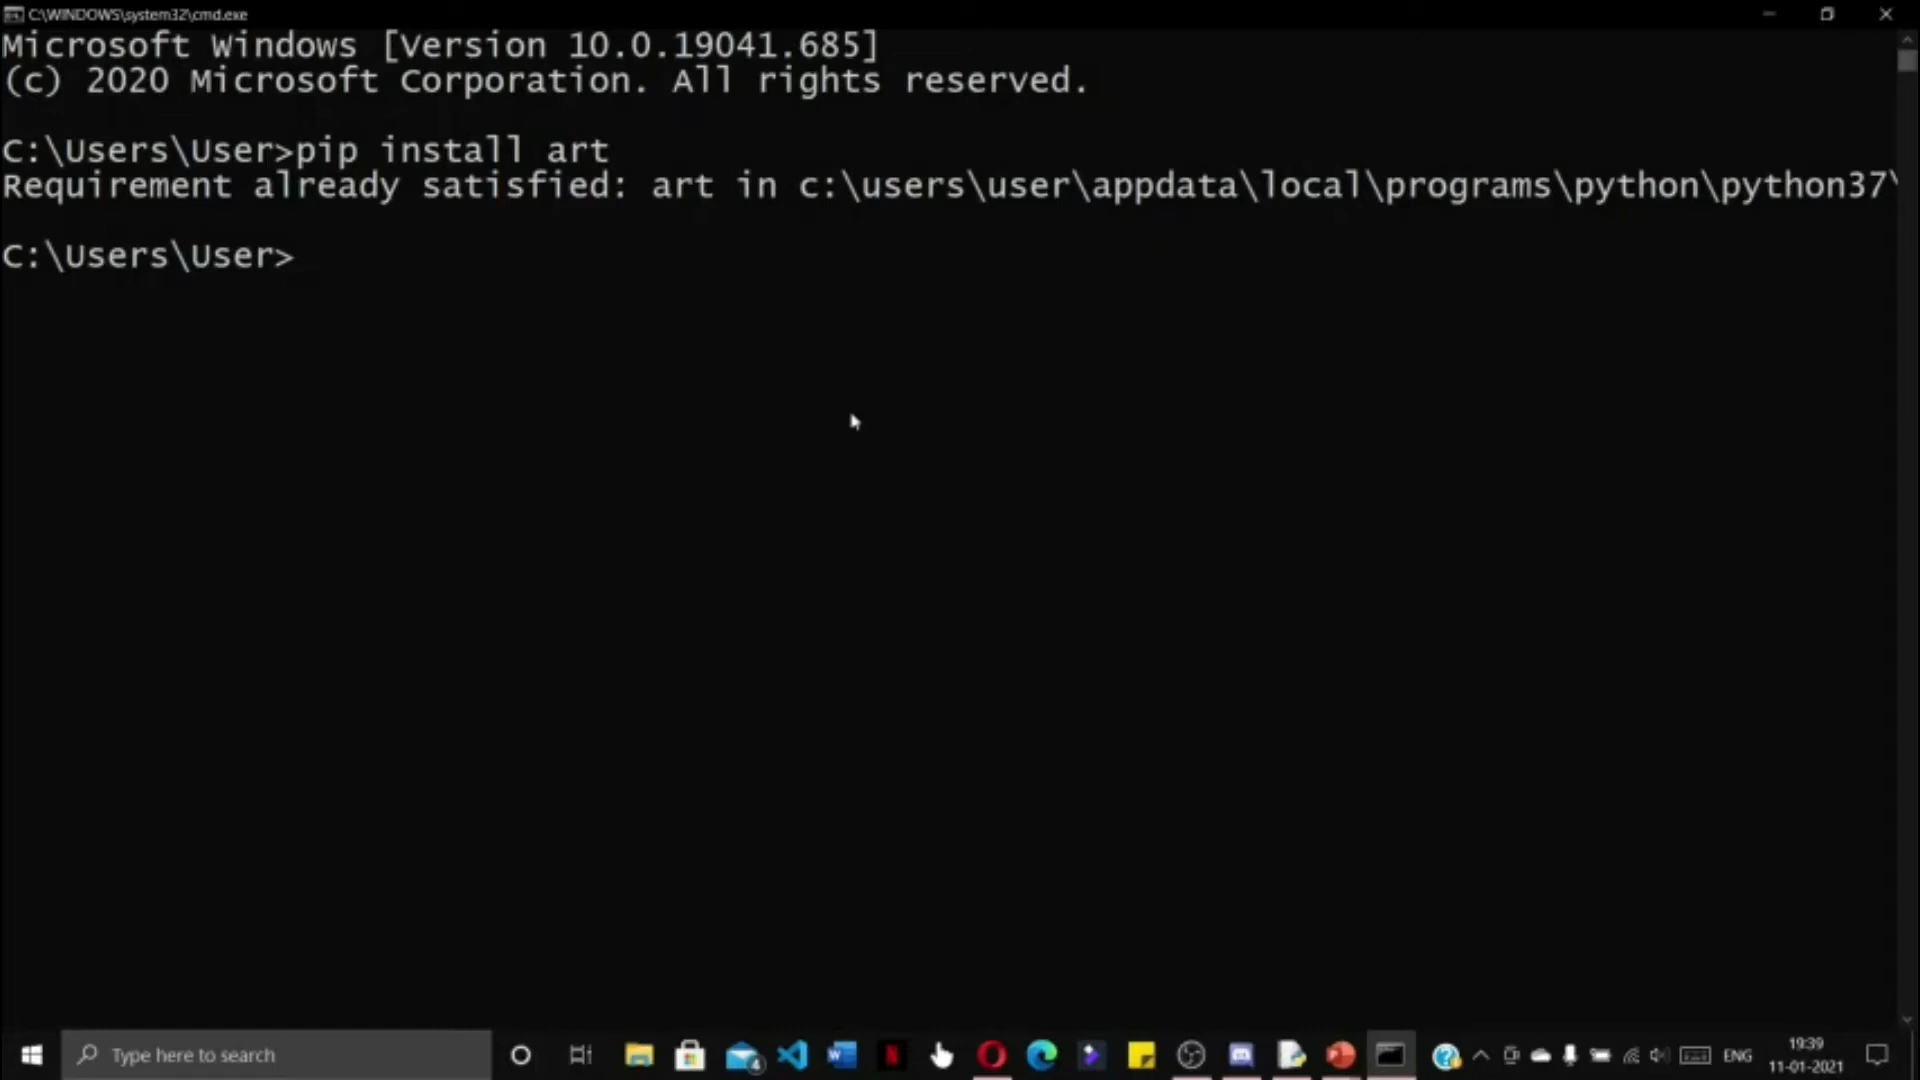 C:\WINDOWS\system32\cmd.exe
Microsoft Windows [Version 10.0.19041.685]
(c) 2020 Microsoft Corporation. All rights reserved.
C:\Users\User>pip install art
Requirement already satisfied: art in c:\users\user\appdata\local\programs\python\python37\
C:\Users\User>
Type here to search
4
ENG
19:39
11-01-2021